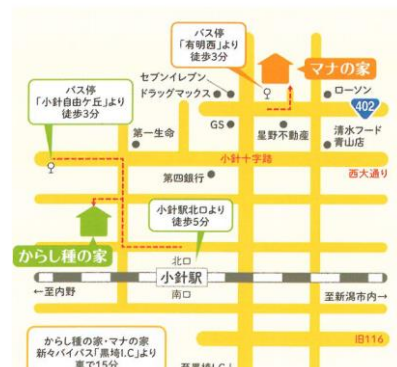 バス停
「有明西」より
徒歩3分
マナの家
セブンイレブン
ドラッグマックス
ローソン
402
バス停
「小針自由ケ丘」より
徒歩3分
第一生命
GS
星野不動産
清水フード
青山店
小針十字路
西大通り
第四銀行
小針駅北口より
徒歩5分
からし種の家
北口
小針駅
南口
←至内野
至新潟市内→
からし種の家・マナの家
新々バイパス「黒埼I.C」より
車で15分
至黒埼I.C↓
旧116